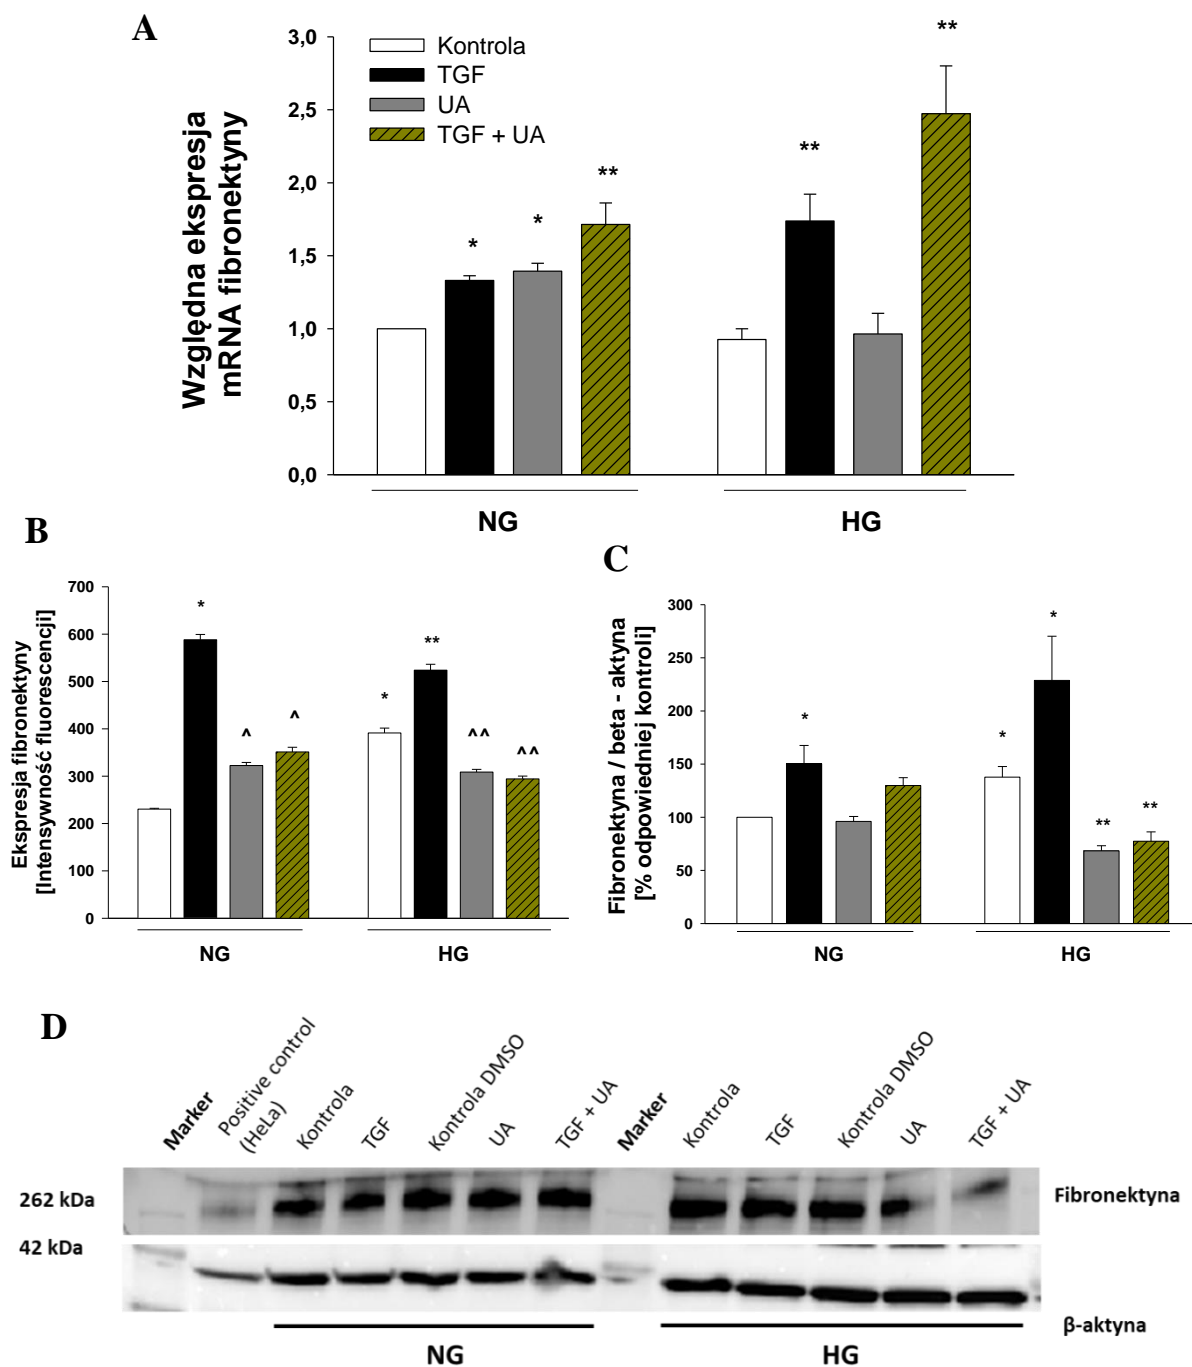 A
Względna ekspresja
mRNA fibronektyny
3,0
2,5
2,0
1,5
1,0
0,5
0,0
Kontrola
TGF
UA
TGF + UA
*
*
**
**
**
NG
HG
B
Ekspresja fibronektyny
[Intensywność fluorescencji]
700
600
500
400
300
200
100
0
*
^
^
*
**
^^
^^
NG
HG
C
Fibronektyna / beta - aktyna
[% odpowiedniej kontroli]
300
250
200
150
100
50
0
*
*
*
**
**
NG
HG
D
Marker
Positive control
(HeLa)
Kontrola
TGF
Kontrola DMSO
UA
TGF + UA
Marker
Kontrola
TGF
Kontrola DMSO
UA
TGF + UA
262 kDa
Fibronektyna
42 kDa
β-aktyna
NG
HG